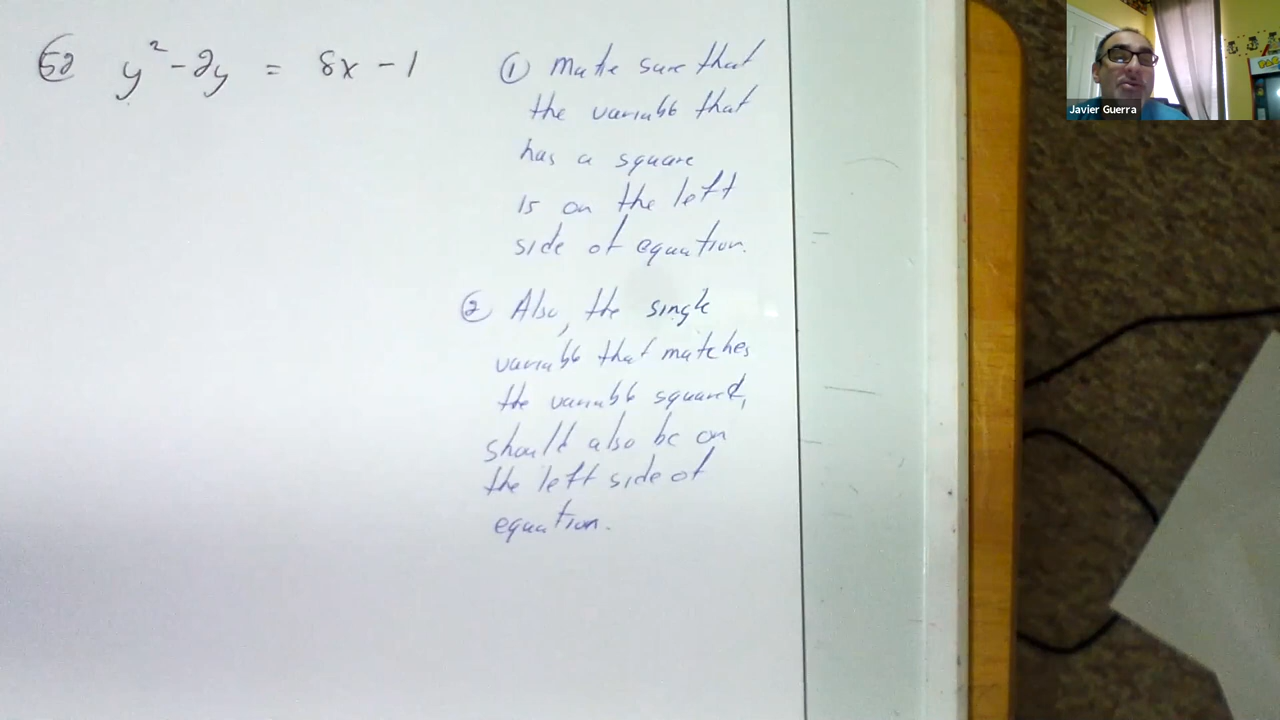 52 y² - 2y = 8x - 1
① Make sure that
the variable that
has a square
is on the left
side of equation.
② Also, the single
variable that matches
the variable squared,
should also be on
the left side of
equation.
Javier Guerra